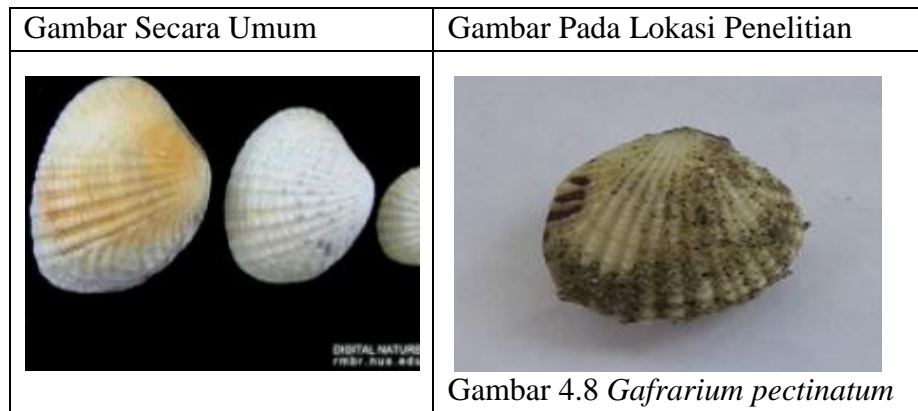 Gambar Secara Umum
Gambar Pada Lokasi Penelitian
DIGITAL NATURE
rmbr.nus.edu
Gambar 4.8 Gafrarium pectinatum